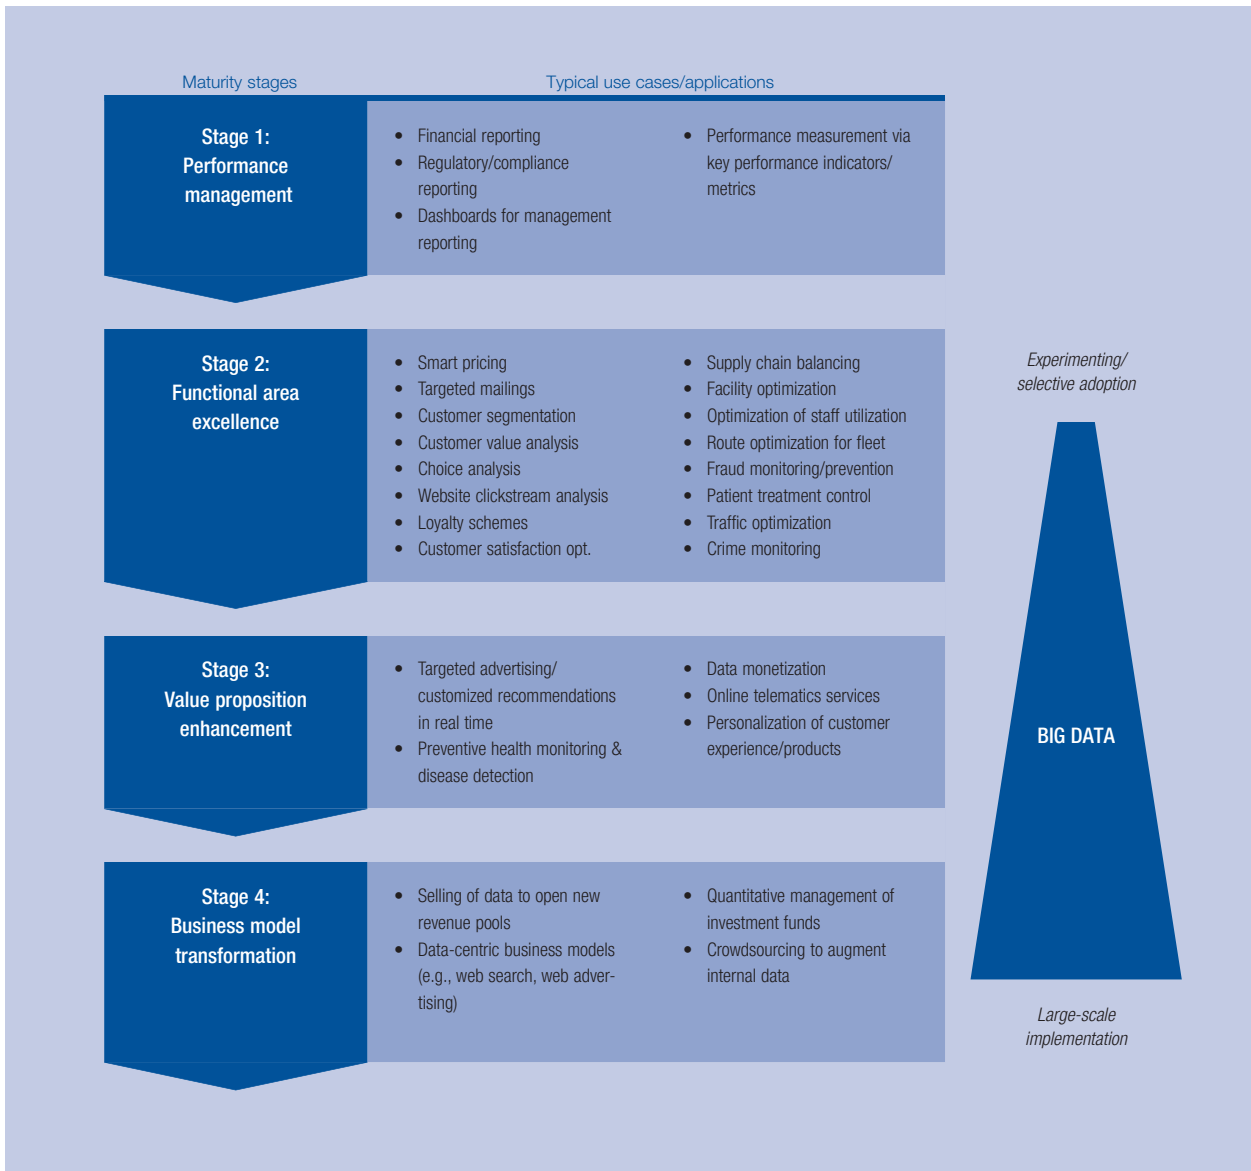 Maturity stages
Typical use cases/applications
Stage 1:
Performance
management
• Financial reporting
• Regulatory/compliance
reporting
• Dashboards for management
reporting
• Performance measurement via
key performance indicators/
metrics
Stage 2:
Functional area
excellence
• Smart pricing
• Targeted mailings
• Customer segmentation
• Customer value analysis
• Choice analysis
• Website clickstream analysis
• Loyalty schemes
• Customer satisfaction opt.
• Supply chain balancing
• Facility optimization
• Optimization of staff utilization
• Route optimization for fleet
• Fraud monitoring/prevention
• Patient treatment control
• Traffic optimization
• Crime monitoring
Stage 3:
Value proposition
enhancement
• Targeted advertising/
customized recommendations
in real time
• Preventive health monitoring &
disease detection
• Data monetization
• Online telematics services
• Personalization of customer
experience/products
Stage 4:
Business model
transformation
• Selling of data to open new
revenue pools
• Data-centric business models
(e.g., web search, web adver-
tising)
• Quantitative management of
investment funds
• Crowdsourcing to augment
internal data
Experimenting/
selective adoption
BIG DATA
Large-scale
implementation